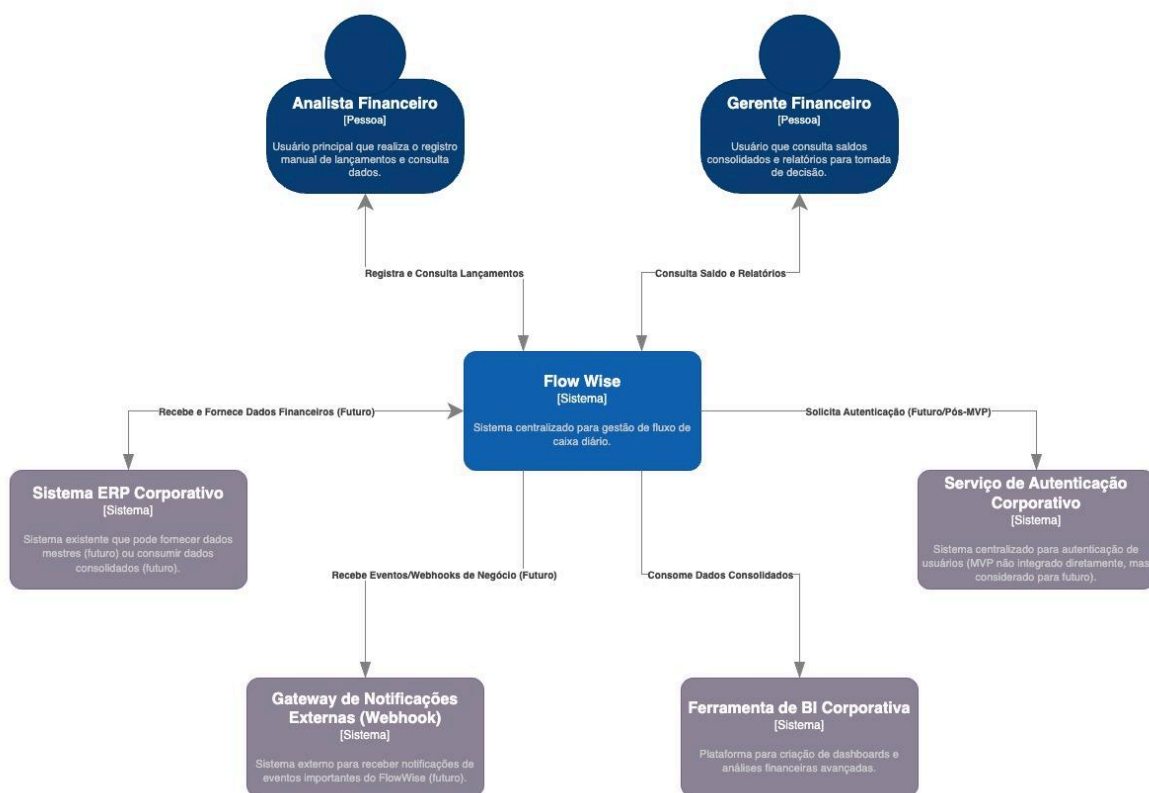 Analista Financeiro
[Pessoa]
Usuário principal que realiza o registro
manual de lançamentos e consulta
dados.
Gerente Financeiro
[Pessoa]
Usuário que consulta saldos
consolidados e relatórios para tomada
de decisão.
Registra e Consulta Lançamentos
Consulta Saldo e Relatórios
Flow Wise
[Sistema]
Sistema centralizado para gestão de fluxo de
caixa diário.
Recebe e Fornece Dados Financeiros (Futuro)
Solicita Autenticação (Futuro/Pós-MVP)
Sistema ERP Corporativo
[Sistema]
Sistema existente que pode fornecer dados
mestres (futuro) ou consumir dados
consolidados (futuro).
Serviço de Autenticação
Corporativo
[Sistema]
Sistema centralizado para autenticação de
usuários (MVP não integrado diretamente, mas
considerado para futuro).
Recebe Eventos/Webhooks de Negócio (Futuro)
Consome Dados Consolidados
Gateway de Notificações
Externas (Webhook)
[Sistema]
Sistema externo para receber notificações de
eventos importantes do FlowWise (futuro).
Ferramenta de BI Corporativa
[Sistema]
Plataforma para criação de dashboards e
análises financeiras avançadas.